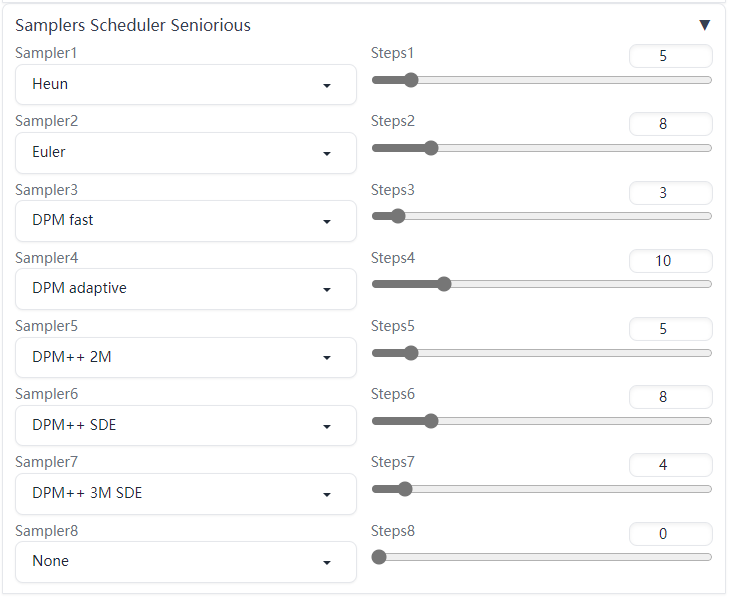 Samplers Scheduler Seniorious ▼
Sampler1 Steps1 5
Heun
Sampler2 Steps2 8
Euler
Sampler3 Steps3 3
DPM fast
Sampler4 Steps4 10
DPM adaptive
Sampler5 Steps5 5
DPM++ 2M
Sampler6 Steps6 8
DPM++ SDE
Sampler7 Steps7 4
DPM++ 3M SDE
Sampler8 Steps8 0
None